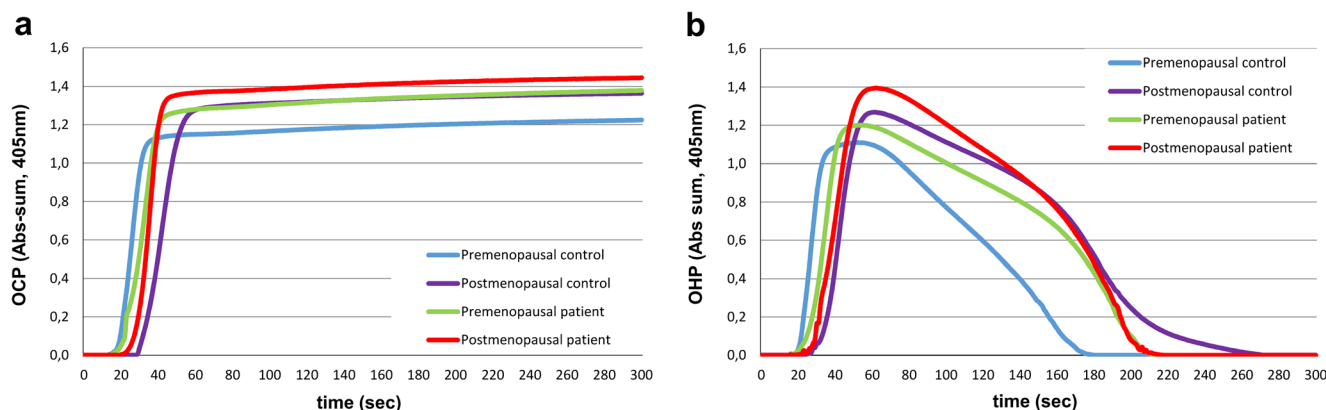 a
OCP (Abs-sum, 405nm)
1,6
1,4
1,2
1,0
0,8
0,6
0,4
0,2
0,0
Premenopausal control
Postmenopausal control
Premenopausal patient
Postmenopausal patient
0 20 40 60 80 100 120 140 160 180 200 220 240 260 280 300
time (sec)
b
OHP (Abs sum, 405nm)
1,6
1,4
1,2
1,0
0,8
0,6
0,4
0,2
0,0
Premenopausal control
Postmenopausal control
Premenopausal patient
Postmenopausal patient
0 20 40 60 80 100 120 140 160 180 200 220 240 260 280 300
time (sec)